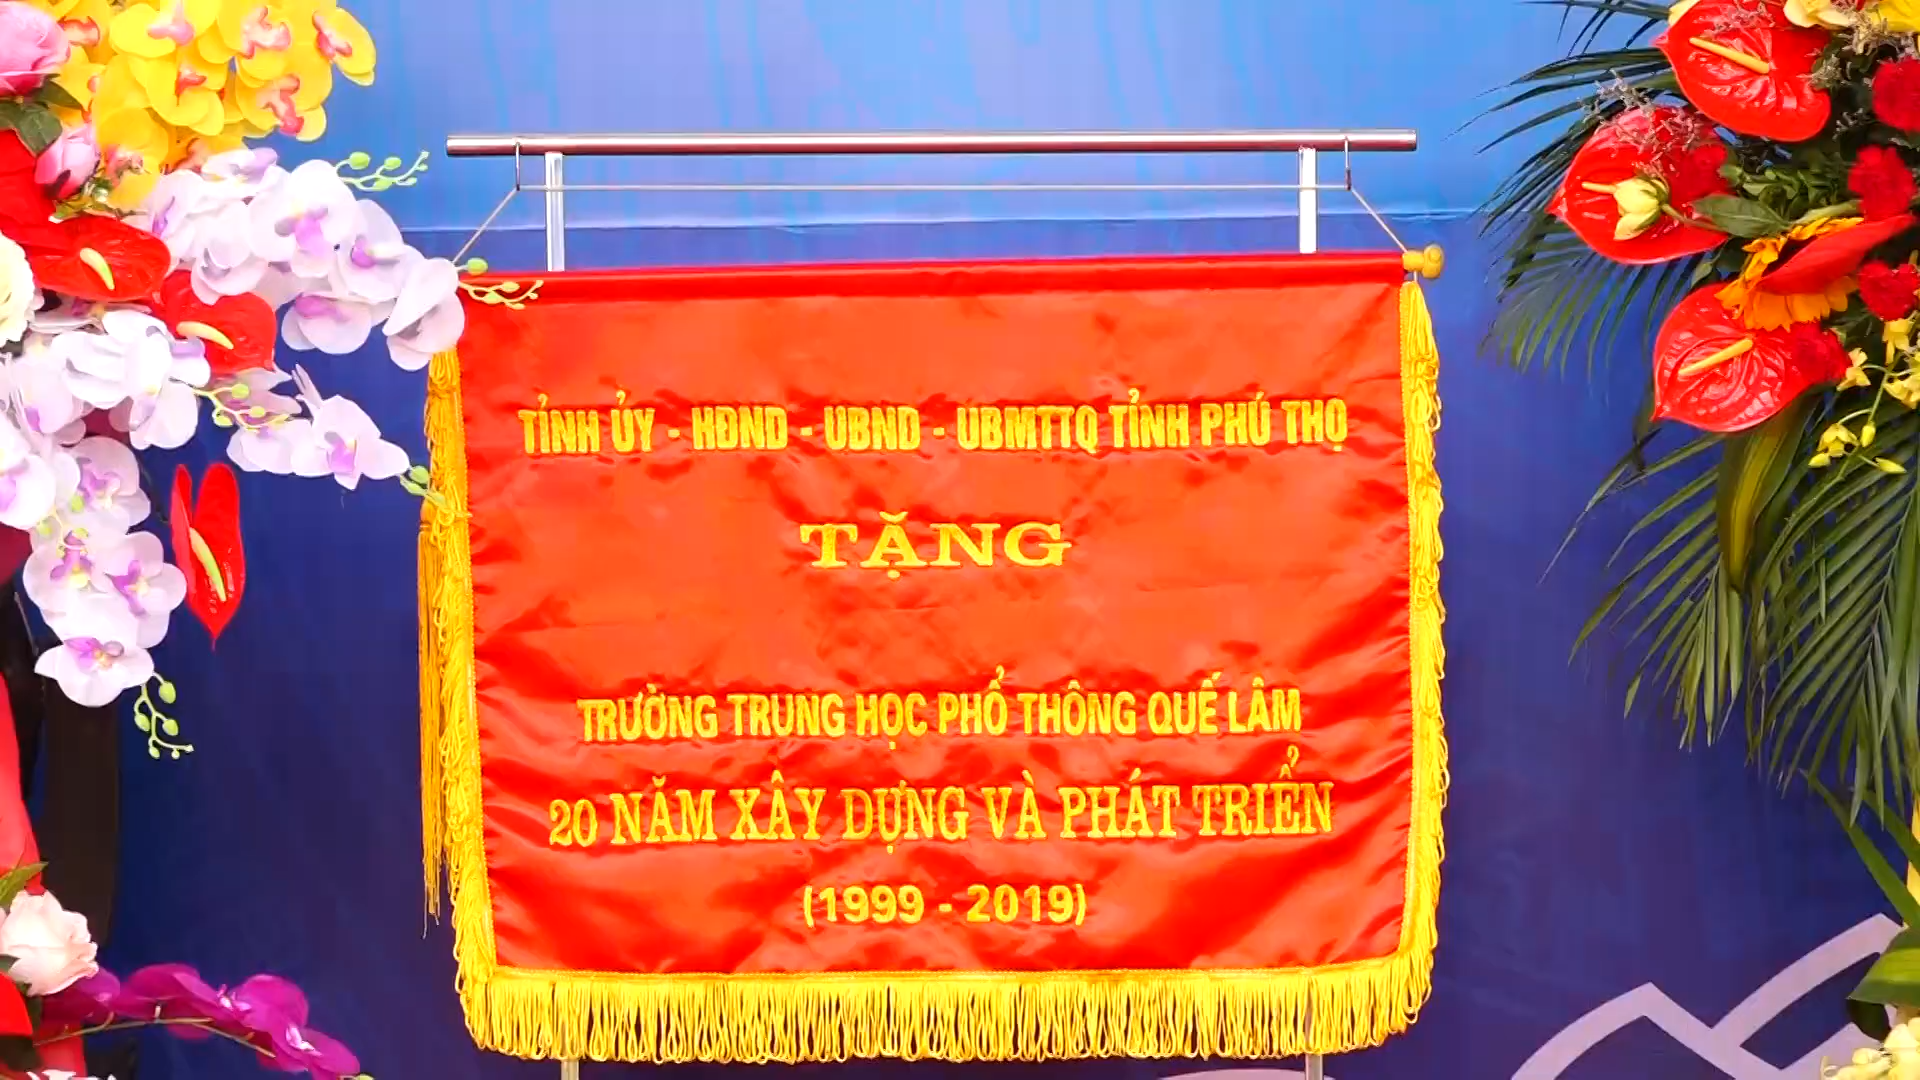 TỈNH ỦY - HĐND - UBND - UBMTTQ TỈNH PHÚ THỌ
TẶNG
TRƯỜNG TRUNG HỌC PHỔ THÔNG QUẾ LÂM
20 NĂM XÂY DỰNG VÀ PHÁT TRIỂN
(1999 - 2019)